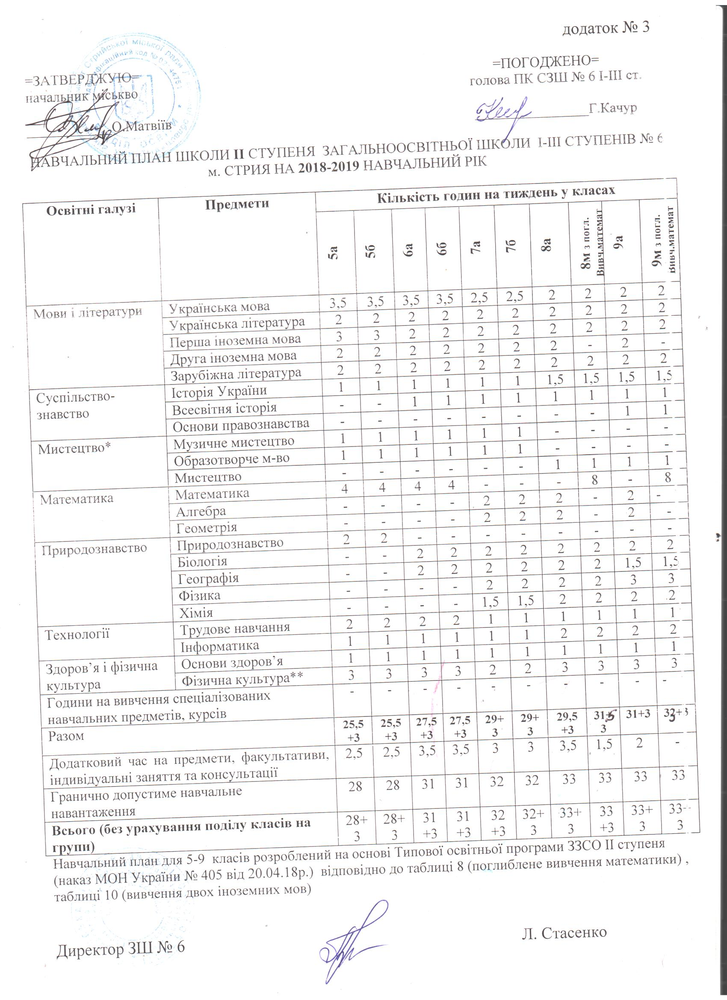 додаток № 3
=ПОГОДЖЕНО=
голова ПК СЗШ № 6 І-ІІІ ст.
Г.Качур
=ЗАТВЕРДЖУЮ=
начальник міськво
О.Матвіїв
НАВЧАЛЬНИЙ ПЛАН ШКОЛИ ІІ СТУПЕНЯ ЗАГАЛЬНООСВІТНЬОЇ ШКОЛИ І-ІІІ СТУПЕНІВ № 6
м. СТРИЯ НА 2018-2019 НАВЧАЛЬНИЙ РІК
Освітні галузі Предмети Кількість годин на тиждень у класах
5а 5б 6а 6б 7а 7б 8а 8м з погл. Вивч.математ 9а 9м з погл. Вивч.математ
Мови і літератури Українська мова 3,5 3,5 3,5 3,5 2,5 2,5 2 2 2 2
Українська література 2 2 2 2 2 2 2 2 2 2
Перша іноземна мова 3 3 2 2 2 2 2 2 2 2
Друга іноземна мова 2 2 2 2 2 2 2 - 2 -
Зарубіжна література 2 2 2 2 2 2 2 2 2 2
Суспільство-
знавство
Історія України 1 1 1 1 1 1 1,5 1,5 1,5 1,5
Всесвітня історія - - 1 1 1 1 1 1 1 1
Основи правознавства - - - - - - - - 1 1
Мистецтво* Музичне мистецтво 1 1 1 1 1 1 - - - -
Образотворче м-во 1 1 1 1 1 1 - - - -
Мистецтво - - - - - - 1 1 1 1
Математика Математика 4 4 4 4 - - - 8 - 8
Алгебра - - - - 2 2 2 - 2 -
Геометрія - - - - 2 2 2 - 2 -
Природознавство Природознавство 2 2 - - - - - - - -
Біологія - - 2 2 2 2 2 2 2 2
Географія - - 2 2 2 2 2 2 1,5 1,5
Фізика - - - - 2 2 2 2 3 3
Хімія - - - - 1,5 1,5 2 2 2 2
Технології Трудове навчання 2 2 2 2 1 1 1 1 1 1
Інформатика 1 1 1 1 1 1 2 2 2 2
Здоров’я і фізична
культура
Основи здоров’я 1 1 1 1 1 1 1 1 1 1
Фізична культура** 3 3 3 3 2 2 3 3 3 3
Години на вивчення спеціалізованих
навчальних предметів, курсів
- - - - - - - - - -
Разом 25,5 25,5 27,5 27,5 29+ 29+ 29,5 31+ 31+3 32+3
+3 +3 +3 +3 3 3 +3 3
Додатковий час на предмети, факультативи,
індивідуальні заняття та консультації
2,5 2,5 3,5 3,5 3 3 3,5 1,5 2 -
Гранично допустиме навчальне
навантаження
28 28 31 31 32 32 33 33 33 33
Всього (без урахування поділу класів на
групи)
28+ 28+ 31 31 32 32+ 33+ 33 33+ 33+
3 3 +3 +3 +3 3 3 +3 3 3
Навчальний план для 5-9 класів розроблений на основі Типової освітньої програми ЗЗСО ІІ ступеня
(наказ МОН України № 405 від 20.04.18р.) відповідно до таблиці 8 (поглиблене вивчення математики) ,
таблиці 10 (вивчення двох іноземних мов)
Директор ЗШ № 6 Л. Стасенко